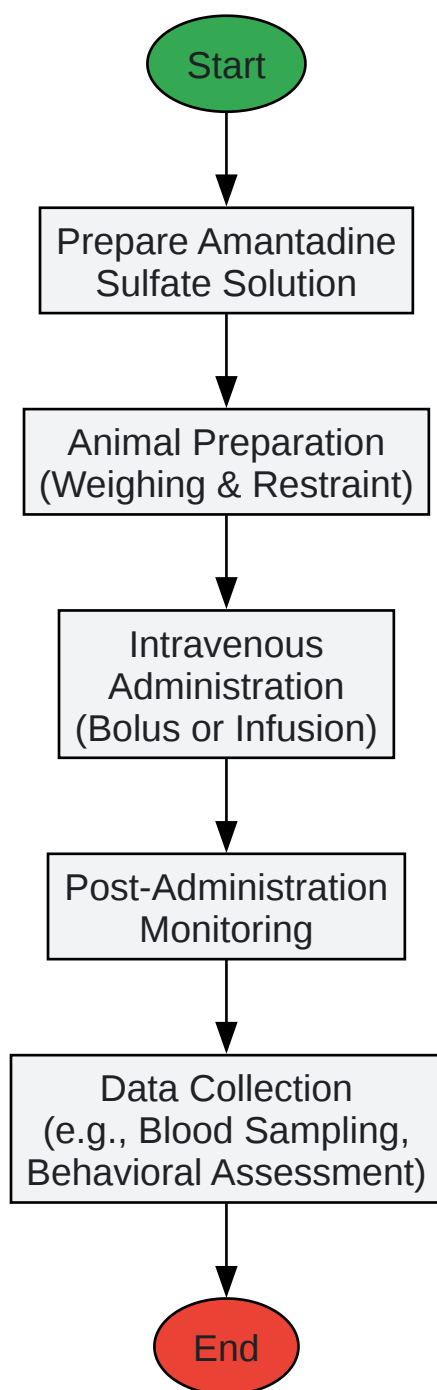 Start
Prepare Amantadine
Sulfate Solution
Animal Preparation
(Weighing & Restraint)
Intravenous
Administration
(Bolus or Infusion)
Post-Administration
Monitoring
Data Collection
(e.g., Blood Sampling,
Behavioral Assessment)
End